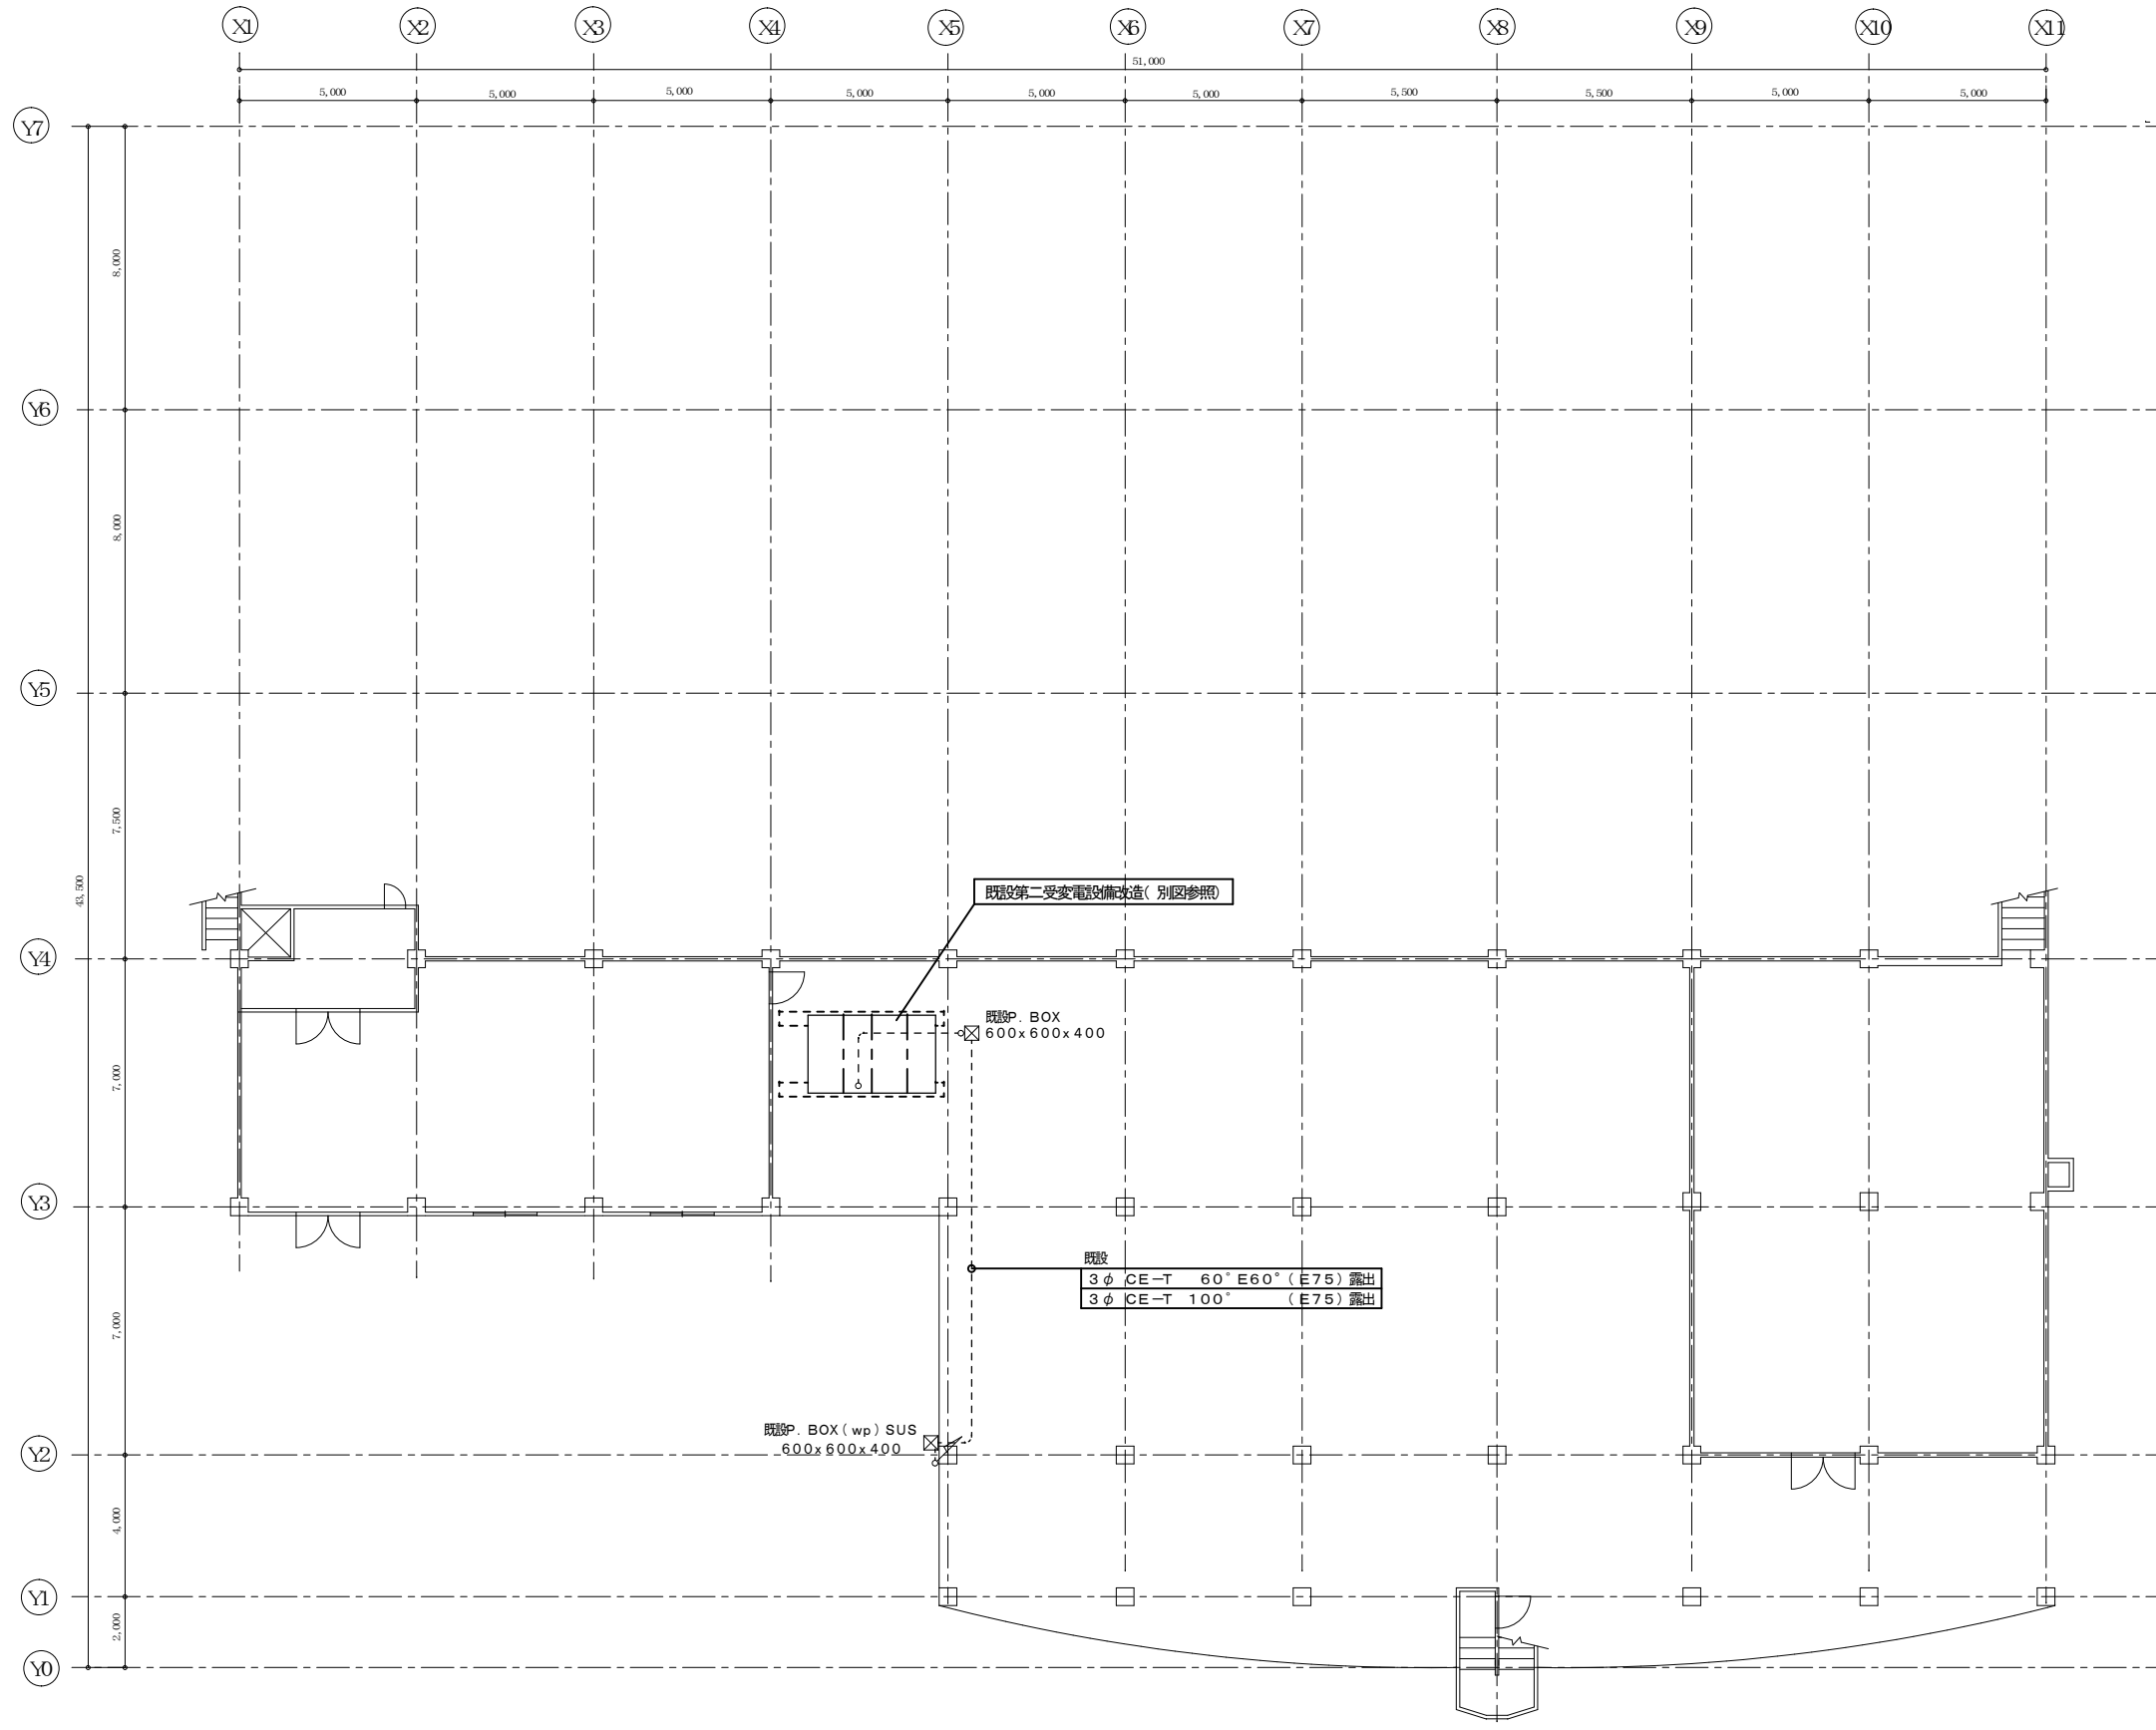 X1 X2 X3 X4 X5 X6 X7 X8 X9 X10 X11
51,000
5,000 5,000 5,000 5,000 5,000 5,000 5,500 5,500 5,000 5,000
Y7
8,000
Y6
8,000
Y5
7,500
43,500
既設第二受変電設備改造(別図参照)
Y4
既設P. BOX
600x600x400
7,000
Y3
既設
3φ CE-T 60°E60°(E75)露出
3φ CE-T 100° (E75)露出
7,000
既設P. BOX(wp)SUS
600x600x400
Y2
4,000
Y1
2,000
Y0